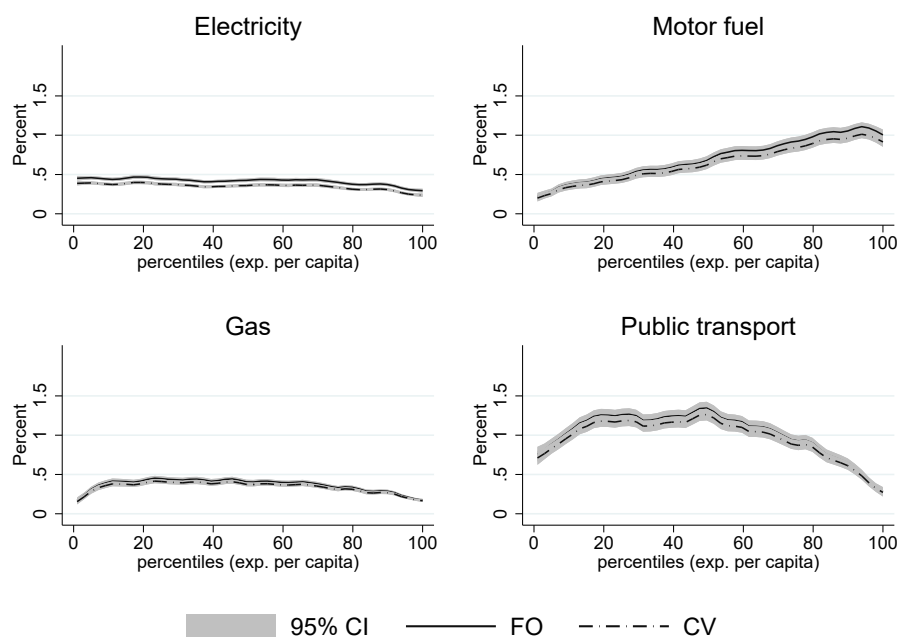 Electricity
Percent
0 .5 1 1.5
0 20 40 60 80 100
percentiles (exp. per capita)
Motor fuel
Percent
0 .5 1 1.5
0 20 40 60 80 100
percentiles (exp. per capita)
Gas
Percent
0 .5 1 1.5
0 20 40 60 80 100
percentiles (exp. per capita)
Public transport
Percent
0 .5 1 1.5
0 20 40 60 80 100
percentiles (exp. per capita)
95% CI FO CV